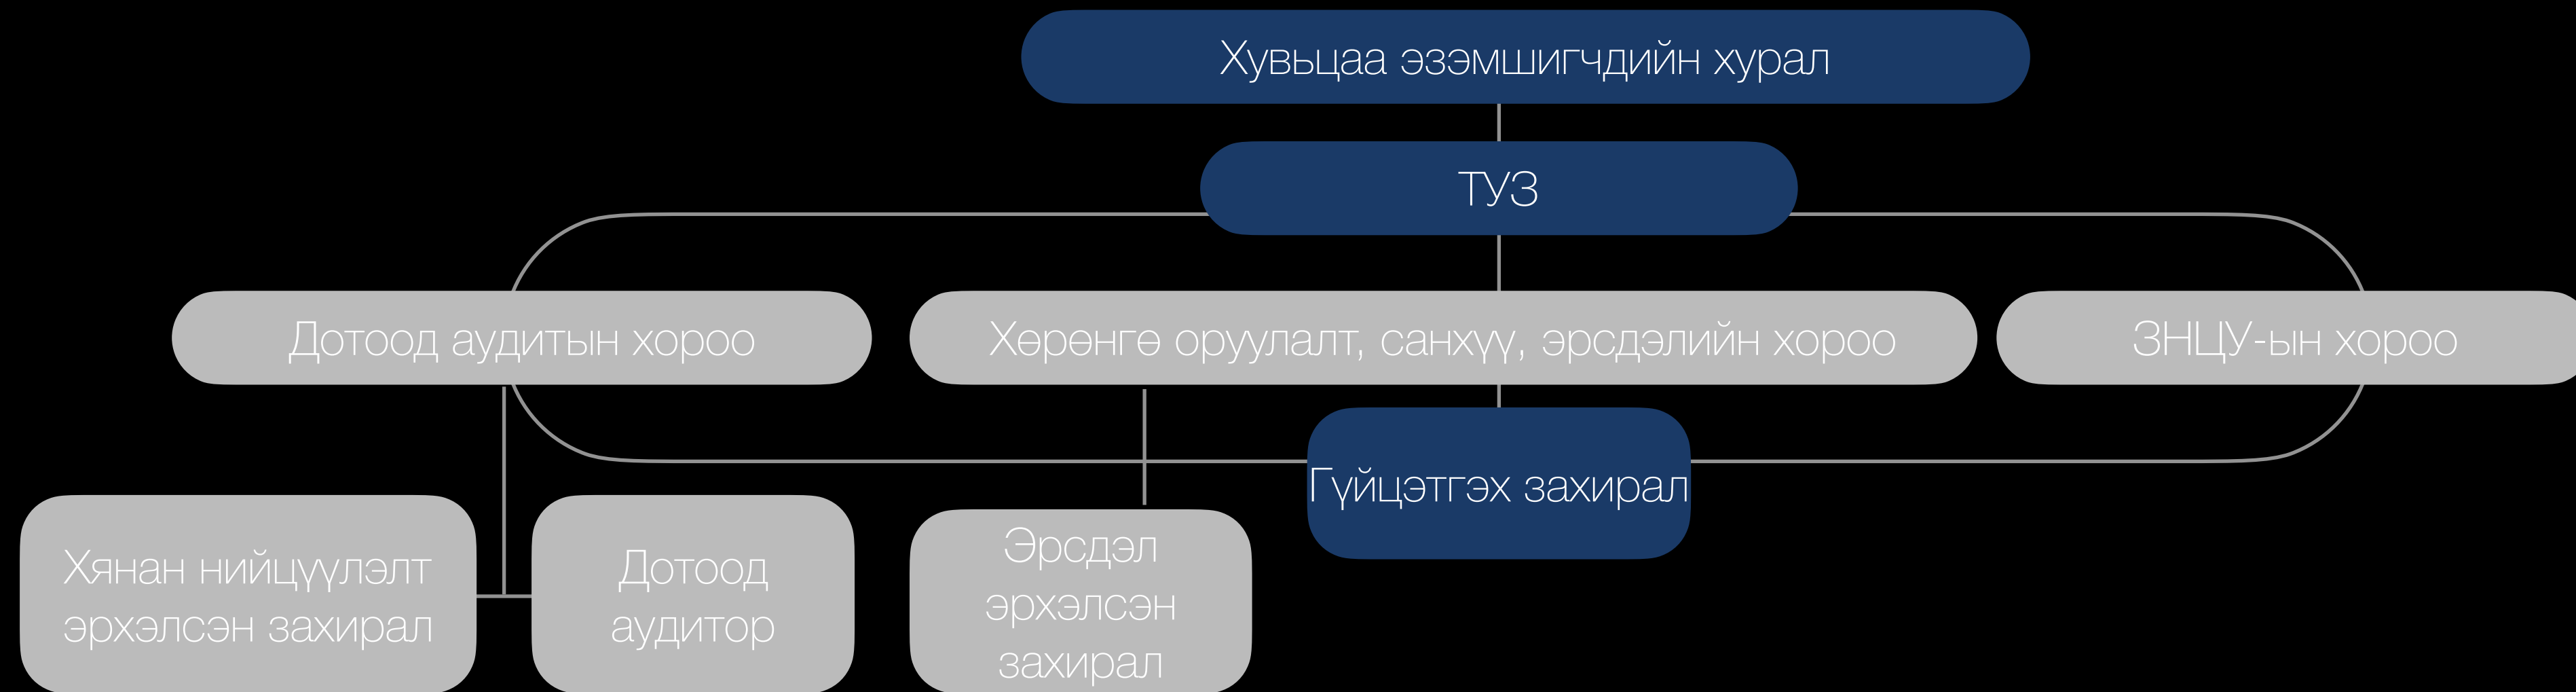 Хувьцаа эзэмшигчдийн хурал
ТУЗ
Дотоод аудитын хороо
Хөрөнгө оруулалт, санхүү, эрсдэлийн хороо
ЗНЦУ-ын хороо
Гүйцэтгэх захирал
Хянан нийцүүлэлт
эрхэлсэн захирал
Дотоод
аудитор
Эрсдэл
эрхэлсэн
захирал